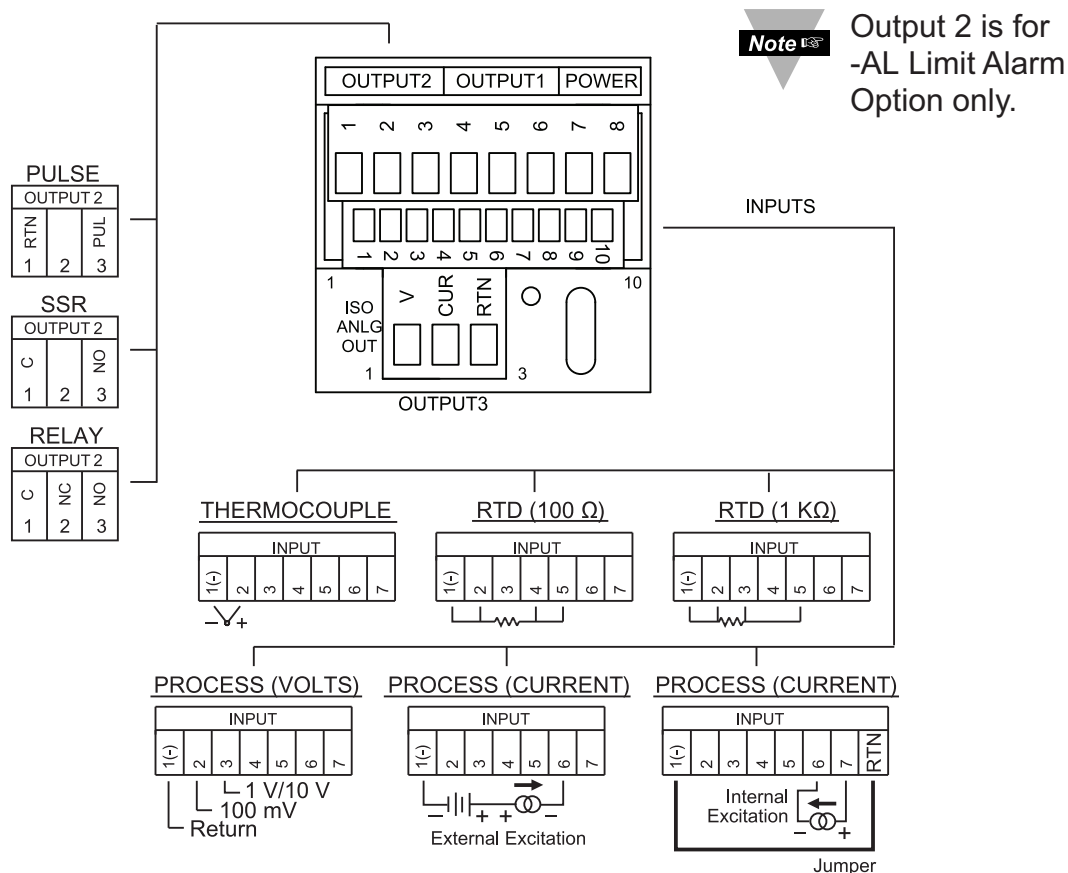 Note
Output 2 is for
-AL Limit Alarm
Option only.
OUTPUT2 OUTPUT1 POWER
1 2 3 4 5 6 7 8
1 2 3 4 5 6 7 8 9 10
1 10
ISO
ANLG
OUT
V CUR RTN
1 3
OUTPUT3
INPUTS
PULSE
OUTPUT 2
RTN PUL
1 2 3
SSR
OUTPUT 2
C NO
1 2 3
RELAY
OUTPUT 2
C NC NO
1 2 3
THERMOCOUPLE
INPUT
1(-) 2 3 4 5 6 7
– +
RTD (100 Ω)
INPUT
1(-) 2 3 4 5 6 7
RTD (1 KΩ)
INPUT
1(-) 2 3 4 5 6 7
PROCESS (VOLTS)
INPUT
1(-) 2 3 4 5 6 7
1 V/10 V
100 mV
Return
PROCESS (CURRENT)
INPUT
1(-) 2 3 4 5 6 7
– + + –
External Excitation
PROCESS (CURRENT)
INPUT
1(-) 2 3 4 5 6 7 RTN
Internal
Excitation
– +
Jumper